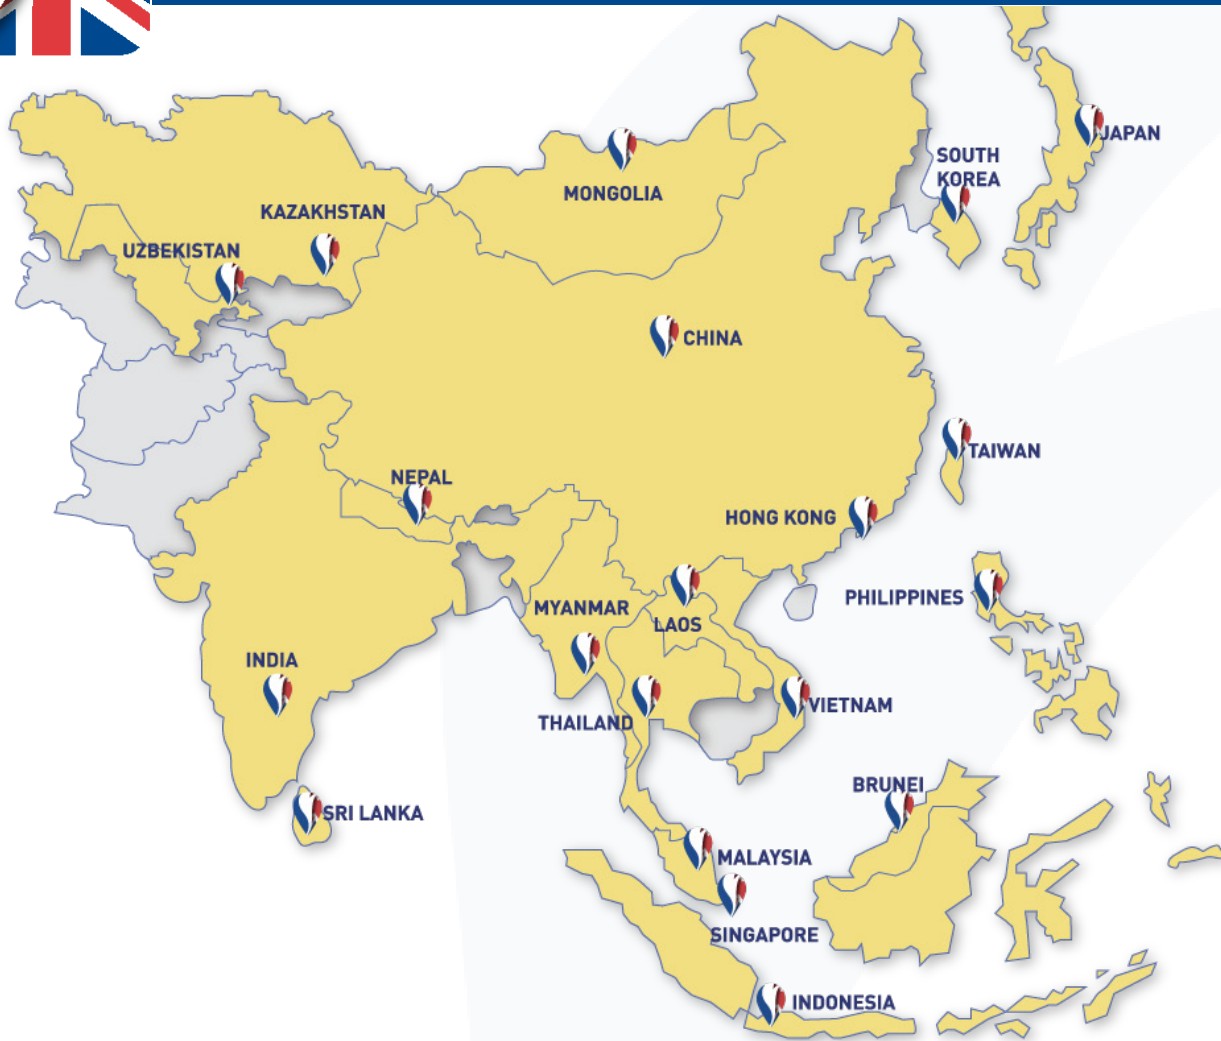 JAPAN
SOUTH
KOREA
MONGOLIA
KAZAKHSTAN
UZBEKISTAN
CHINA
TAIWAN
NEPAL
HONG KONG
PHILIPPINES
MYANMAR
LAOS
INDIA
VIETNAM
THAILAND
BRUNEI
SRI LANKA
MALAYSIA
SINGAPORE
INDONESIA